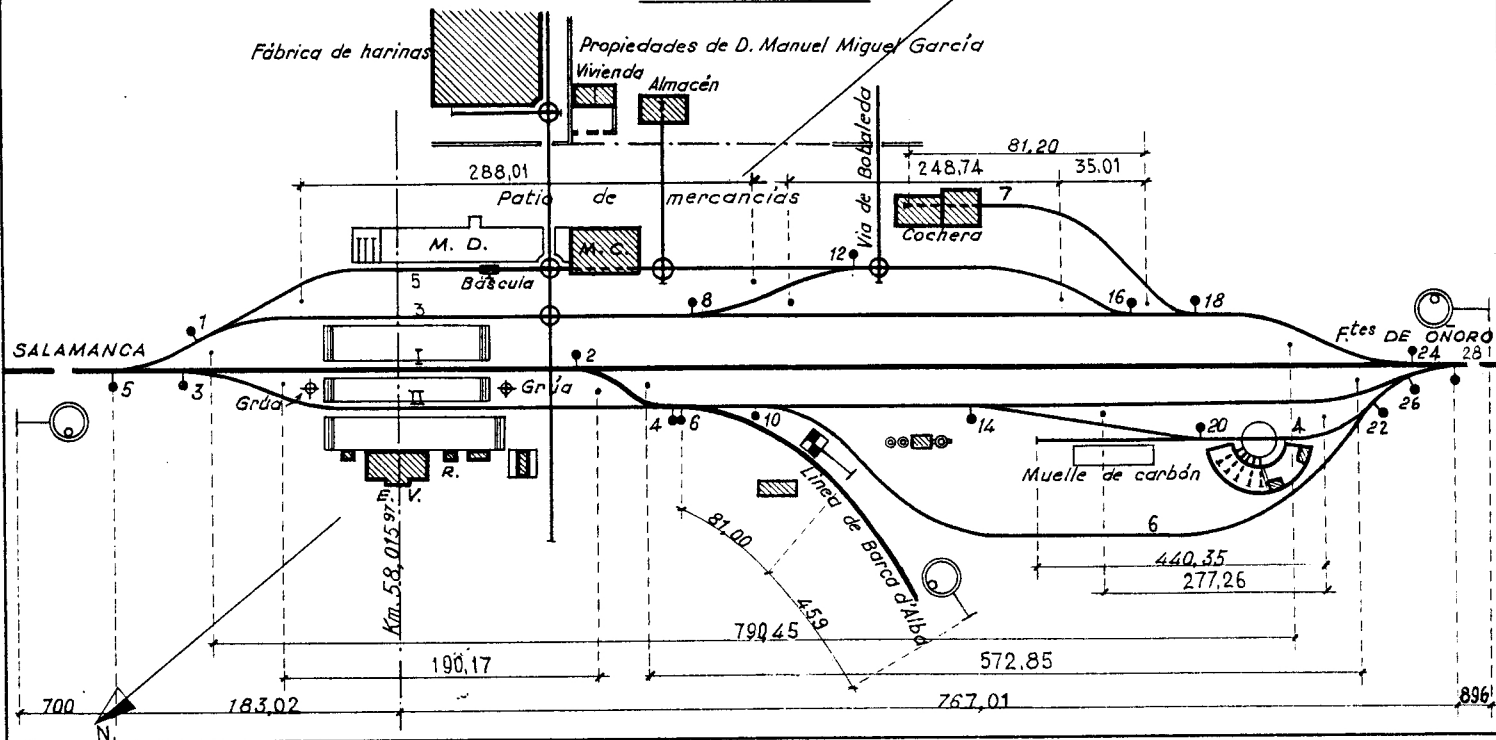 Fábrica de harinas
Propiedades de D. Manuel Miguel García
Vivienda
Almacén
Vía de Bobaleda
81,20
288,01
248,74
35,01
Patio de mercancías
7
M. D.
M. C.
Cochera
12
5
Báscula
3
8
16
18
1
SALAMANCA
I
2
F.tes DE OÑORO
24
28
5
3
Grúa
II
Grúa
26
4
6
10
14
20
4
22
R.
Muelle de carbón
E. V.
Línea de Barca d'Alba
6
81,00
Km. 58,015 97
440,35
277,26
459
790,45
190,17
572,85
700
183,02
767,01
896
N.